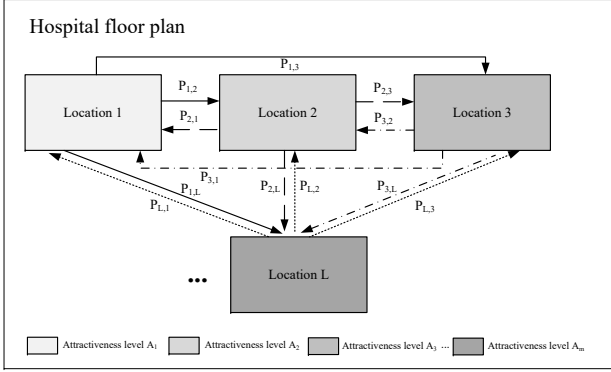 Hospital floor plan
P1,3
Location 1
P1,2
P2,1
Location 2
P2,3
P3,2
Location 3
P3,1
P1,L
PL,1
P2,L
PL,2
P3,L
PL,3
...
Location L
Attractiveness level A1
Attractiveness level A2
Attractiveness level A3
...
Attractiveness level Am